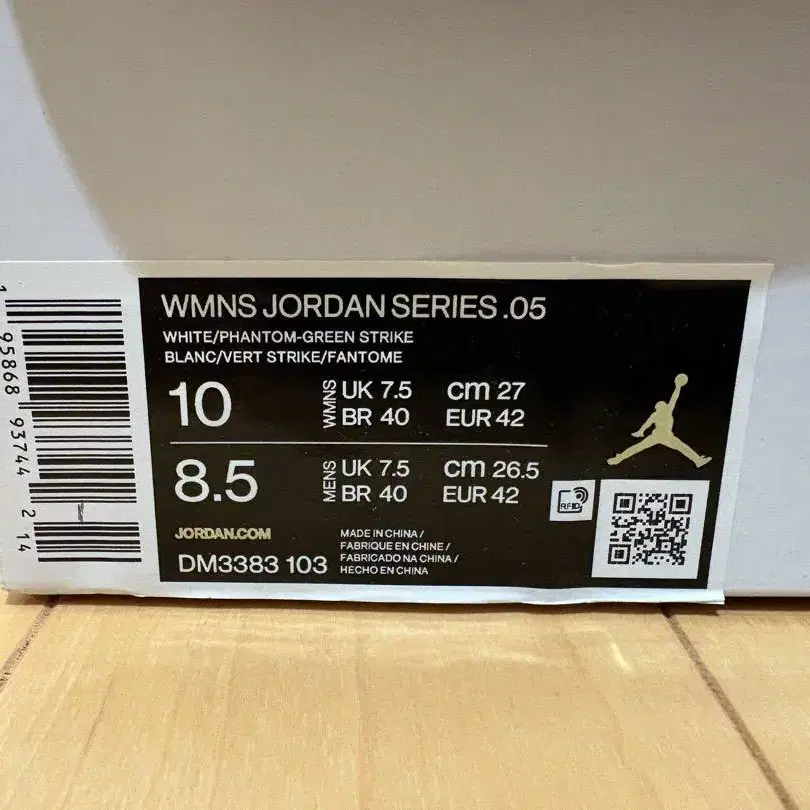 WMNS JORDAN SERIES .05
WHITE/PHANTOM-GREEN STRIKE
BLANC/VERT STRIKE/FANTOME
10 WMNS UK 7.5 cm 27
BR 40 EUR 42
8.5 MENS UK 7.5 cm 26.5
BR 40 EUR 42
RFID
JORDAN.COM
DM3383 103
MADE IN CHINA /
FABRIQUE EN CHINE /
FABRICADO NA CHINA /
HECHO EN CHINA
1 95868 93744 2 14